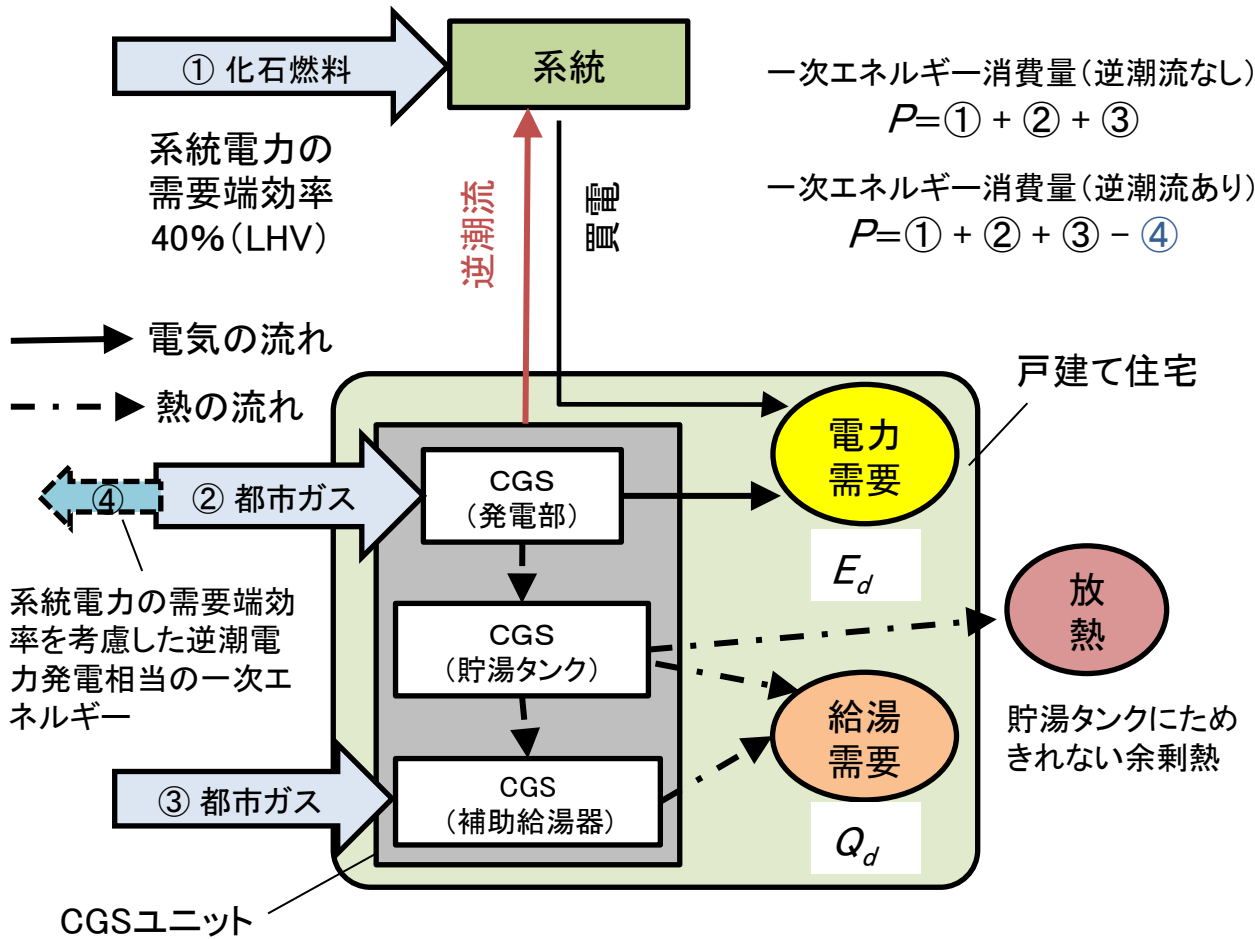 ① 化石燃料
系統
一次エネルギー消費量（逆潮流なし）
P=① + ② + ③
一次エネルギー消費量（逆潮流あり）
P=① + ② + ③ − ④
系統電力の
需要端効率
40%（LHV）
逆潮流
買電
電気の流れ
熱の流れ
戸建て住宅
④
② 都市ガス
CGS
（発電部）
電力
需要
E_d
系統電力の需要端効
率を考慮した逆潮電
力発電相当の一次エ
ネルギー
CGS
（貯湯タンク）
放
熱
給湯
需要
貯湯タンクにため
きれない余剰熱
③ 都市ガス
CGS
（補助給湯器）
Q_d
CGSユニット